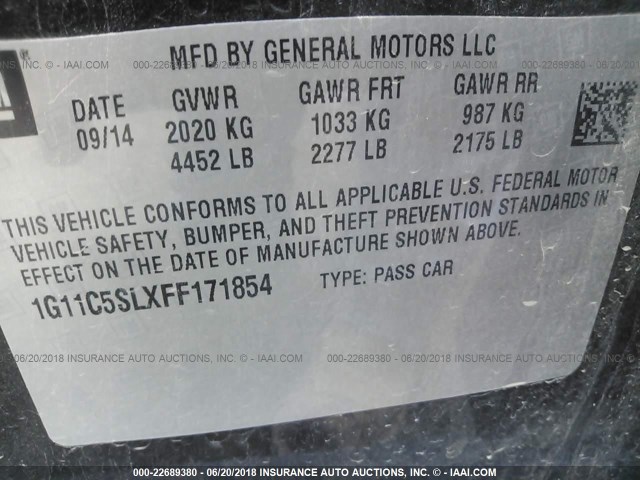 MFD BY GENERAL MOTORS LLC
DATE GVWR GAWR FRT GAWR RR
09/14 2020 KG 1033 KG 987 KG
4452 LB 2277 LB 2175 LB
THIS VEHICLE CONFORMS TO ALL APPLICABLE U.S. FEDERAL MOTOR
VEHICLE SAFETY, BUMPER, AND THEFT PREVENTION STANDARDS IN
EFFECT ON THE DATE OF MANUFACTURE SHOWN ABOVE.
1G11C5SLXFF171854 TYPE: PASS CAR
000-22689380 - 06/20/2018 INSURANCE AUTO AUCTIONS, INC. - © IAAI.COM